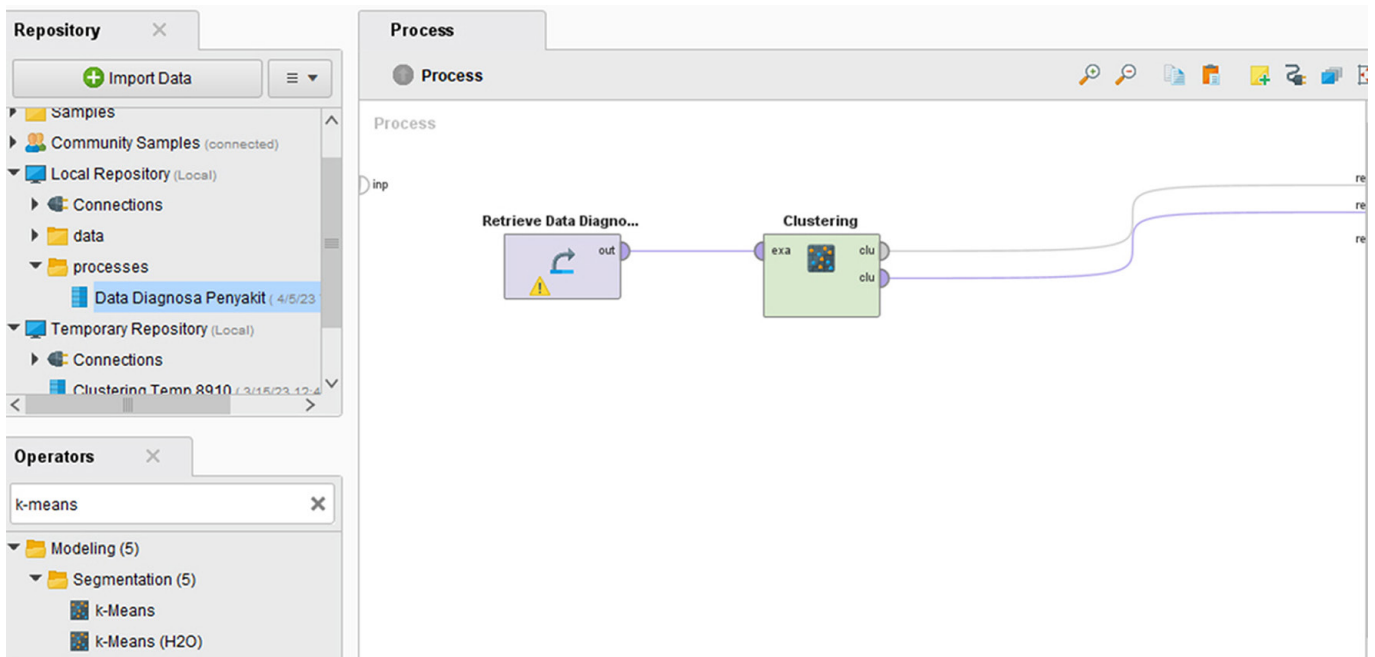 Repository
Import Data
Samples
Community Samples (connected)
Local Repository (Local)
Connections
data
processes
Data Diagnosa Penyakit ( 4/5/23
Temporary Repository (Local)
Connections
Clustering Temp 8910 ( 3/15/23 12:4
Operators
k-means
Modeling (5)
Segmentation (5)
k-Means
k-Means (H2O)
Process
Process
Process
inp
Retrieve Data Diagno...
out
Clustering
exa
clu
clu
re
re
re